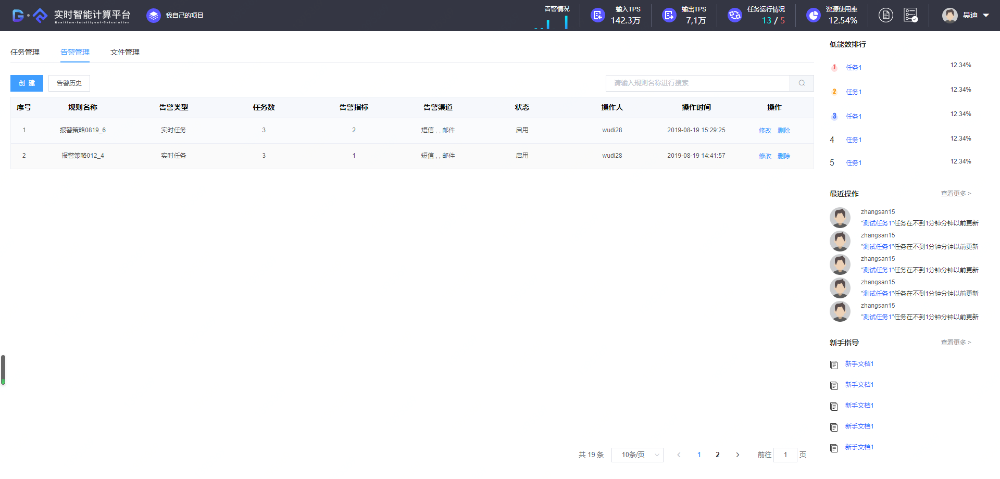 实时智能计算平台
Realtime-Intelligent-Calculation
我自己的项目
告警情况
输入TPS
142.3万
输出TPS
7,1万
任务运行情况
13 / 5
资源使用率
12.54%
吴迪
任务管理 告警管理 文件管理
创 建 告警历史 请输入规则名称进行搜索
序号 规则名称 告警类型 任务数 告警指标 告警渠道 状态 操作人 操作时间 操作
1 报警策略0819_6 实时任务 3 2 短信 , , 邮件 启用 wudi28 2019-08-19 15:29:25 修改 删除
2 报警策略012_4 实时任务 3 1 短信 , , 邮件 启用 wudi28 2019-08-19 14:41:57 修改 删除
共 19 条 10条/页 < 1 2 > 前往 1 页
低能效排行
1 任务1 12.34%
2 任务1 12.34%
3 任务1 12.34%
4 任务1 12.34%
5 任务1 12.34%
最近操作 查看更多 >
zhangsan15
"测试任务1"任务在不到1分钟分钟以前更新
zhangsan15
"测试任务1"任务在不到1分钟分钟以前更新
zhangsan15
"测试任务1"任务在不到1分钟分钟以前更新
zhangsan15
"测试任务1"任务在不到1分钟分钟以前更新
zhangsan15
"测试任务1"任务在不到1分钟分钟以前更新
新手指导 查看更多 >
新手文档1
新手文档1
新手文档1
新手文档1
新手文档1